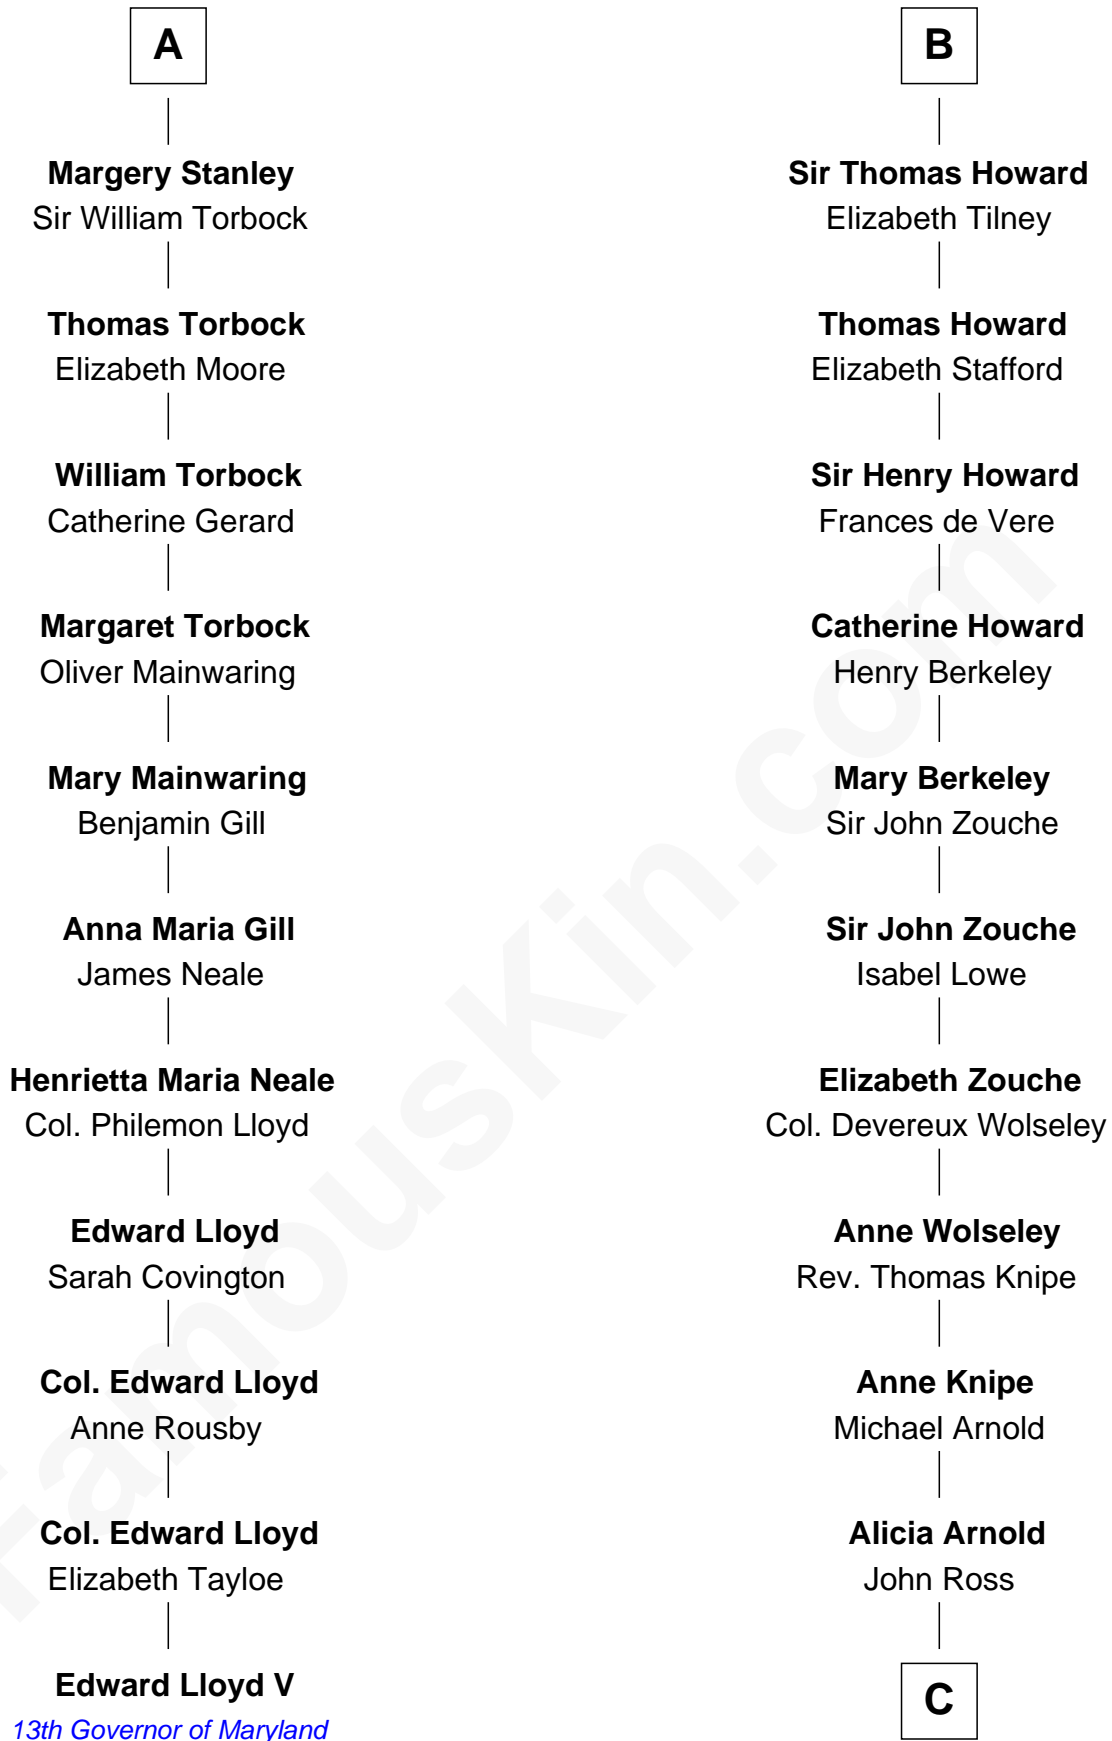 A
Margery Stanley
Sir William Torbock
Thomas Torbock
Elizabeth Moore
William Torbock
Catherine Gerard
Margaret Torbock
Oliver Mainwaring
Mary Mainwaring
Benjamin Gill
Anna Maria Gill
James Neale
Henrietta Maria Neale
Col. Philemon Lloyd
Edward Lloyd
Sarah Covington
Col. Edward Lloyd
Anne Rousby
Col. Edward Lloyd
Elizabeth Tayloe
Edward Lloyd V
13th Governor of Maryland
B
Sir Thomas Howard
Elizabeth Tilney
Thomas Howard
Elizabeth Stafford
Sir Henry Howard
Frances de Vere
Catherine Howard
Henry Berkeley
Mary Berkeley
Sir John Zouche
Sir John Zouche
Isabel Lowe
Elizabeth Zouche
Col. Devereux Wolseley
Anne Wolseley
Rev. Thomas Knipe
Anne Knipe
Michael Arnold
Alicia Arnold
John Ross
C
FamousKin.com